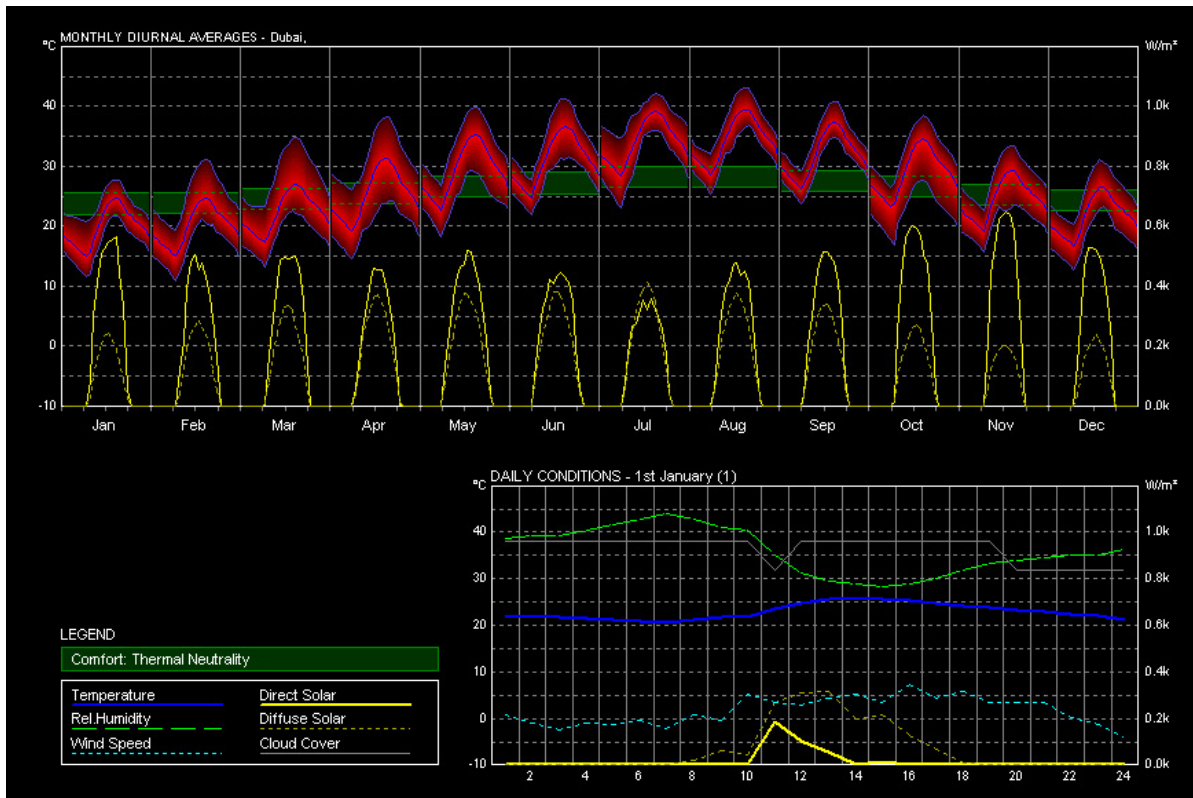 °C MONTHLY DIURNAL AVERAGES - Dubai, W/m²
40 1.0k
30 0.8k
20 0.6k
10 0.4k
0 0.2k
-10 0.0k
Jan Feb Mar Apr May Jun Jul Aug Sep Oct Nov Dec
°C DAILY CONDITIONS - 1st January (1) W/m²
40 1.0k
30 0.8k
20 0.6k
10 0.4k
0 0.2k
-10 0.0k
2 4 6 8 10 12 14 16 18 20 22 24
LEGEND
Comfort: Thermal Neutrality
Temperature Direct Solar
Rel.Humidity Diffuse Solar
Wind Speed Cloud Cover